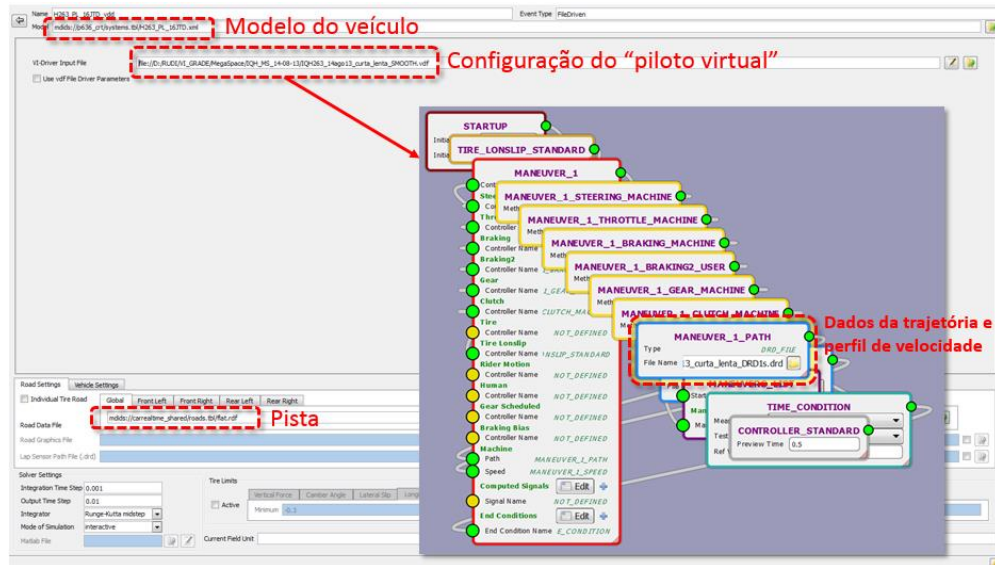 Name H263_PL_16JTD_vdd
Event Type FileDriven
Model mdids://p636_crt/systems.tbl/H263_PL_16JTD.xml
Modelo do veículo
VI-Driver Input File
file://D:/RUDI/VI_GRADE/MegaSpace/IQH_MS_14-08-13/IQH263_14ago13_curta_lenta_SMOOTH.vdf
Configuração do “piloto virtual”
Use vdf File Driver Parameters
STARTUP
TIRE_LONSLIP_STANDARD
MANEUVER_1
MANEUVER_1_STEERING_MACHINE
MANEUVER_1_THROTTLE_MACHINE
Braking
MANEUVER_1_BRAKING_MACHINE
Controller Name
Braking2
MANEUVER_1_BRAKING2_USER
Controller Name
Gear
MANEUVER_1_GEAR_MACHINE
Controller Name
Clutch
MANEUVER_1_CLUTCH_MACHINE
Controller Name CLUTCH_MA
Tire
Controller Name NOT_DEFINED
Tire Lonslip
Controller Name NSLIP_STANDARD
Rider Motion
Controller Name NOT_DEFINED
Human
Controller Name NOT_DEFINED
Gear Scheduled
Controller Name NOT_DEFINED
Braking Bias
Controller Name NOT_DEFINED
Machine
Path MANEUVER_1_PATH
Speed MANEUVER_1_SPEED
Computed Signals Edit
Signal Name NOT_DEFINED
End Conditions Edit
End Condition Name E_CONDITION
MANEUVER_1_PATH
Type DRD_FILE
File Name :3_curta_lenta_DRD1s.drd
Dados da trajetória e
perfil de velocidade
TIME_CONDITION
CONTROLLER_STANDARD
Preview Time 0.5
Road Settings Vehicle Settings
Individual Tire Road Global Front Left Front Right Rear Left Rear Right
Road Data File mdids://carrealtime_shared/roads.tbl/flat.rdf
Pista
Road Graphics File
Lap Sensor Path File (.drd)
Solver Settings
Integration Time Step 0.001
Output Time Step 0.01
Integrator Runge-Kutta midstep
Mode of Simulation interactive
Matlab File
Tire Limits
Vertical Force Camber Angle Lateral Slip
Active Minimum -0.3
Current Field Unit